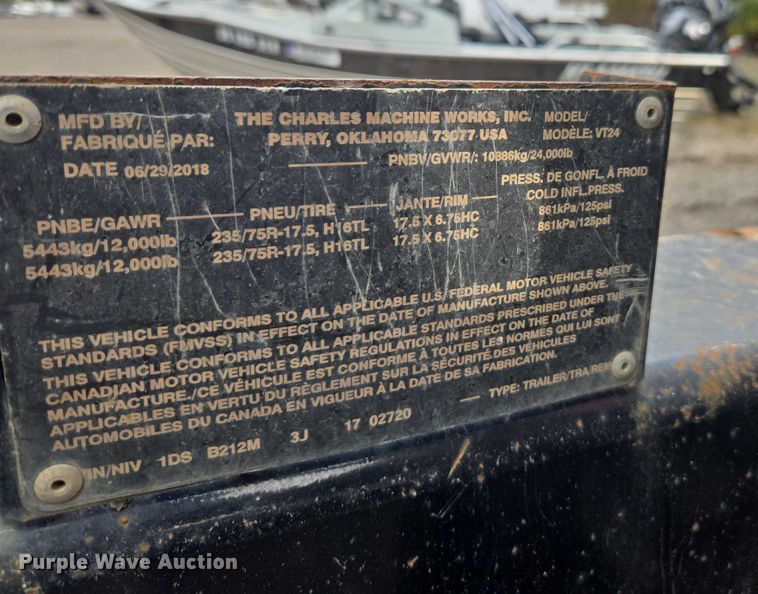 MFD BY/ THE CHARLES MACHINE WORKS, INC. MODEL/
FABRIQUÉ PAR: PERRY, OKLAHOMA 73077 USA MODÈLE: VT24
DATE 06/29/2018 PNBV/GVWR/: 10886kg/24,000lb
PNBE/GAWR PNEU/TIRE JANTE/RIM PRESS. DE GONFL. À FROID
COLD INFL.PRESS.
5443kg/12,000lb 235/75R-17.5, H16TL 17.5 X 6.75HC 861kPa/125psi
5443kg/12,000lb 235/75R-17.5, H16TL 17.5 X 6.75HC 861kPa/125psi
THIS VEHICLE CONFORMS TO ALL APPLICABLE U.S/ FEDERAL MOTOR VEHICLE SAFETY
STANDARDS (FMVSS) IN EFFECT ON THE DATE OF MANUFACTURE SHOWN ABOVE.
THIS VEHICLE CONFORMS TO ALL APPLICABLE STANDARDS PRESCRIBED UNDER THE
CANADIAN MOTOR VEHICLE SAFETY REGULATIONS IN EFFECT ON THE DATE OF
MANUFACTURE./CE VÉHICULE EST CONFORME À TOUTES LES NORMES QUI LUI SONT
APPLICABLES EN VERTU DU RÉGLEMENT SUR LA SÉCURITÉ DES VÉHICULES
AUTOMOBILES DU CANADA EN VIGUEUR À LA DATE DE SA FABRICATION.
IN/NIV 1DS B212M 3J 17 02720 TYPE: TRAILER/TRA/RE
Purple Wave Auction